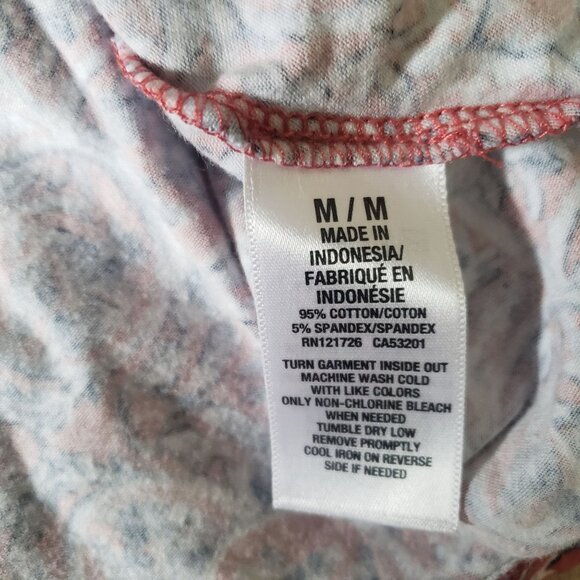 M / M
MADE IN
INDONESIA/
FABRIQUÉ EN
INDONÉSIE
95% COTTON/COTON
5% SPANDEX/SPANDEX
RN121726 CA53201
TURN GARMENT INSIDE OUT
MACHINE WASH COLD
WITH LIKE COLORS
ONLY NON-CHLORINE BLEACH
WHEN NEEDED
TUMBLE DRY LOW
REMOVE PROMPTLY
COOL IRON ON REVERSE
SIDE IF NEEDED